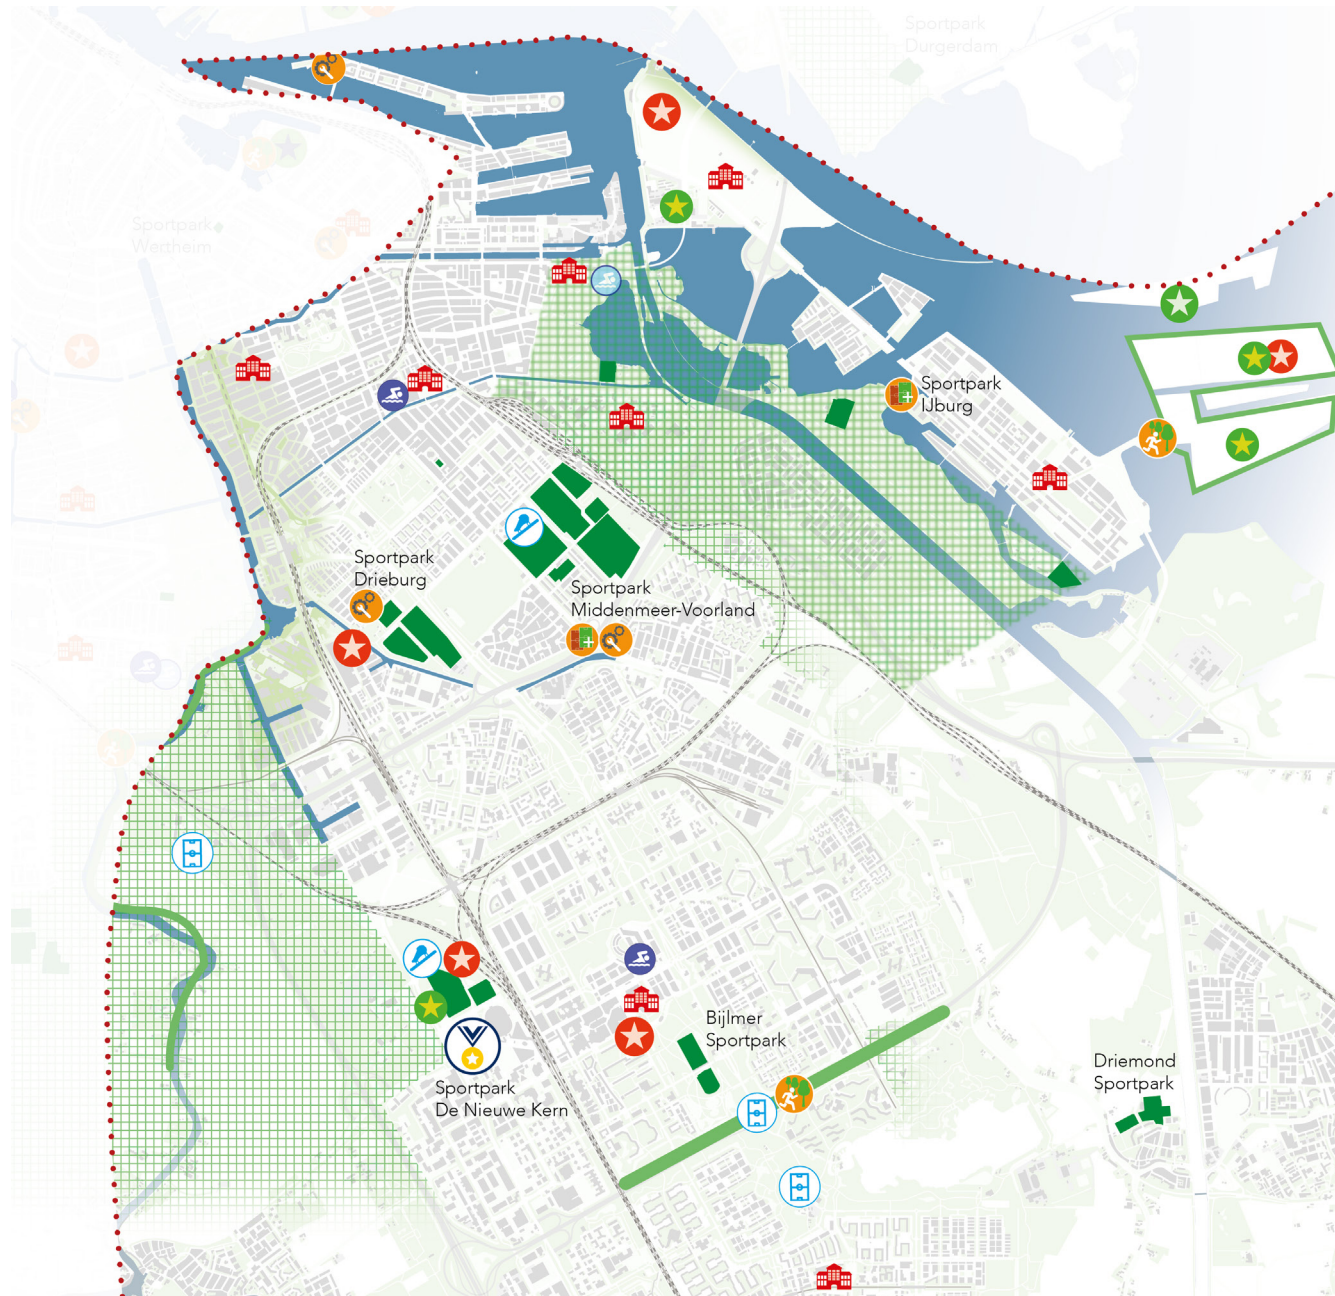 Sportpark
Durgerdam
Sportpark
Wertheim
Sportpark
IJburg
Sportpark
Drieburg
Sportpark
Middenmeer-Voorland
Bijlmer
Sportpark
Driemond
Sportpark
Sportpark
De Nieuwe Kern